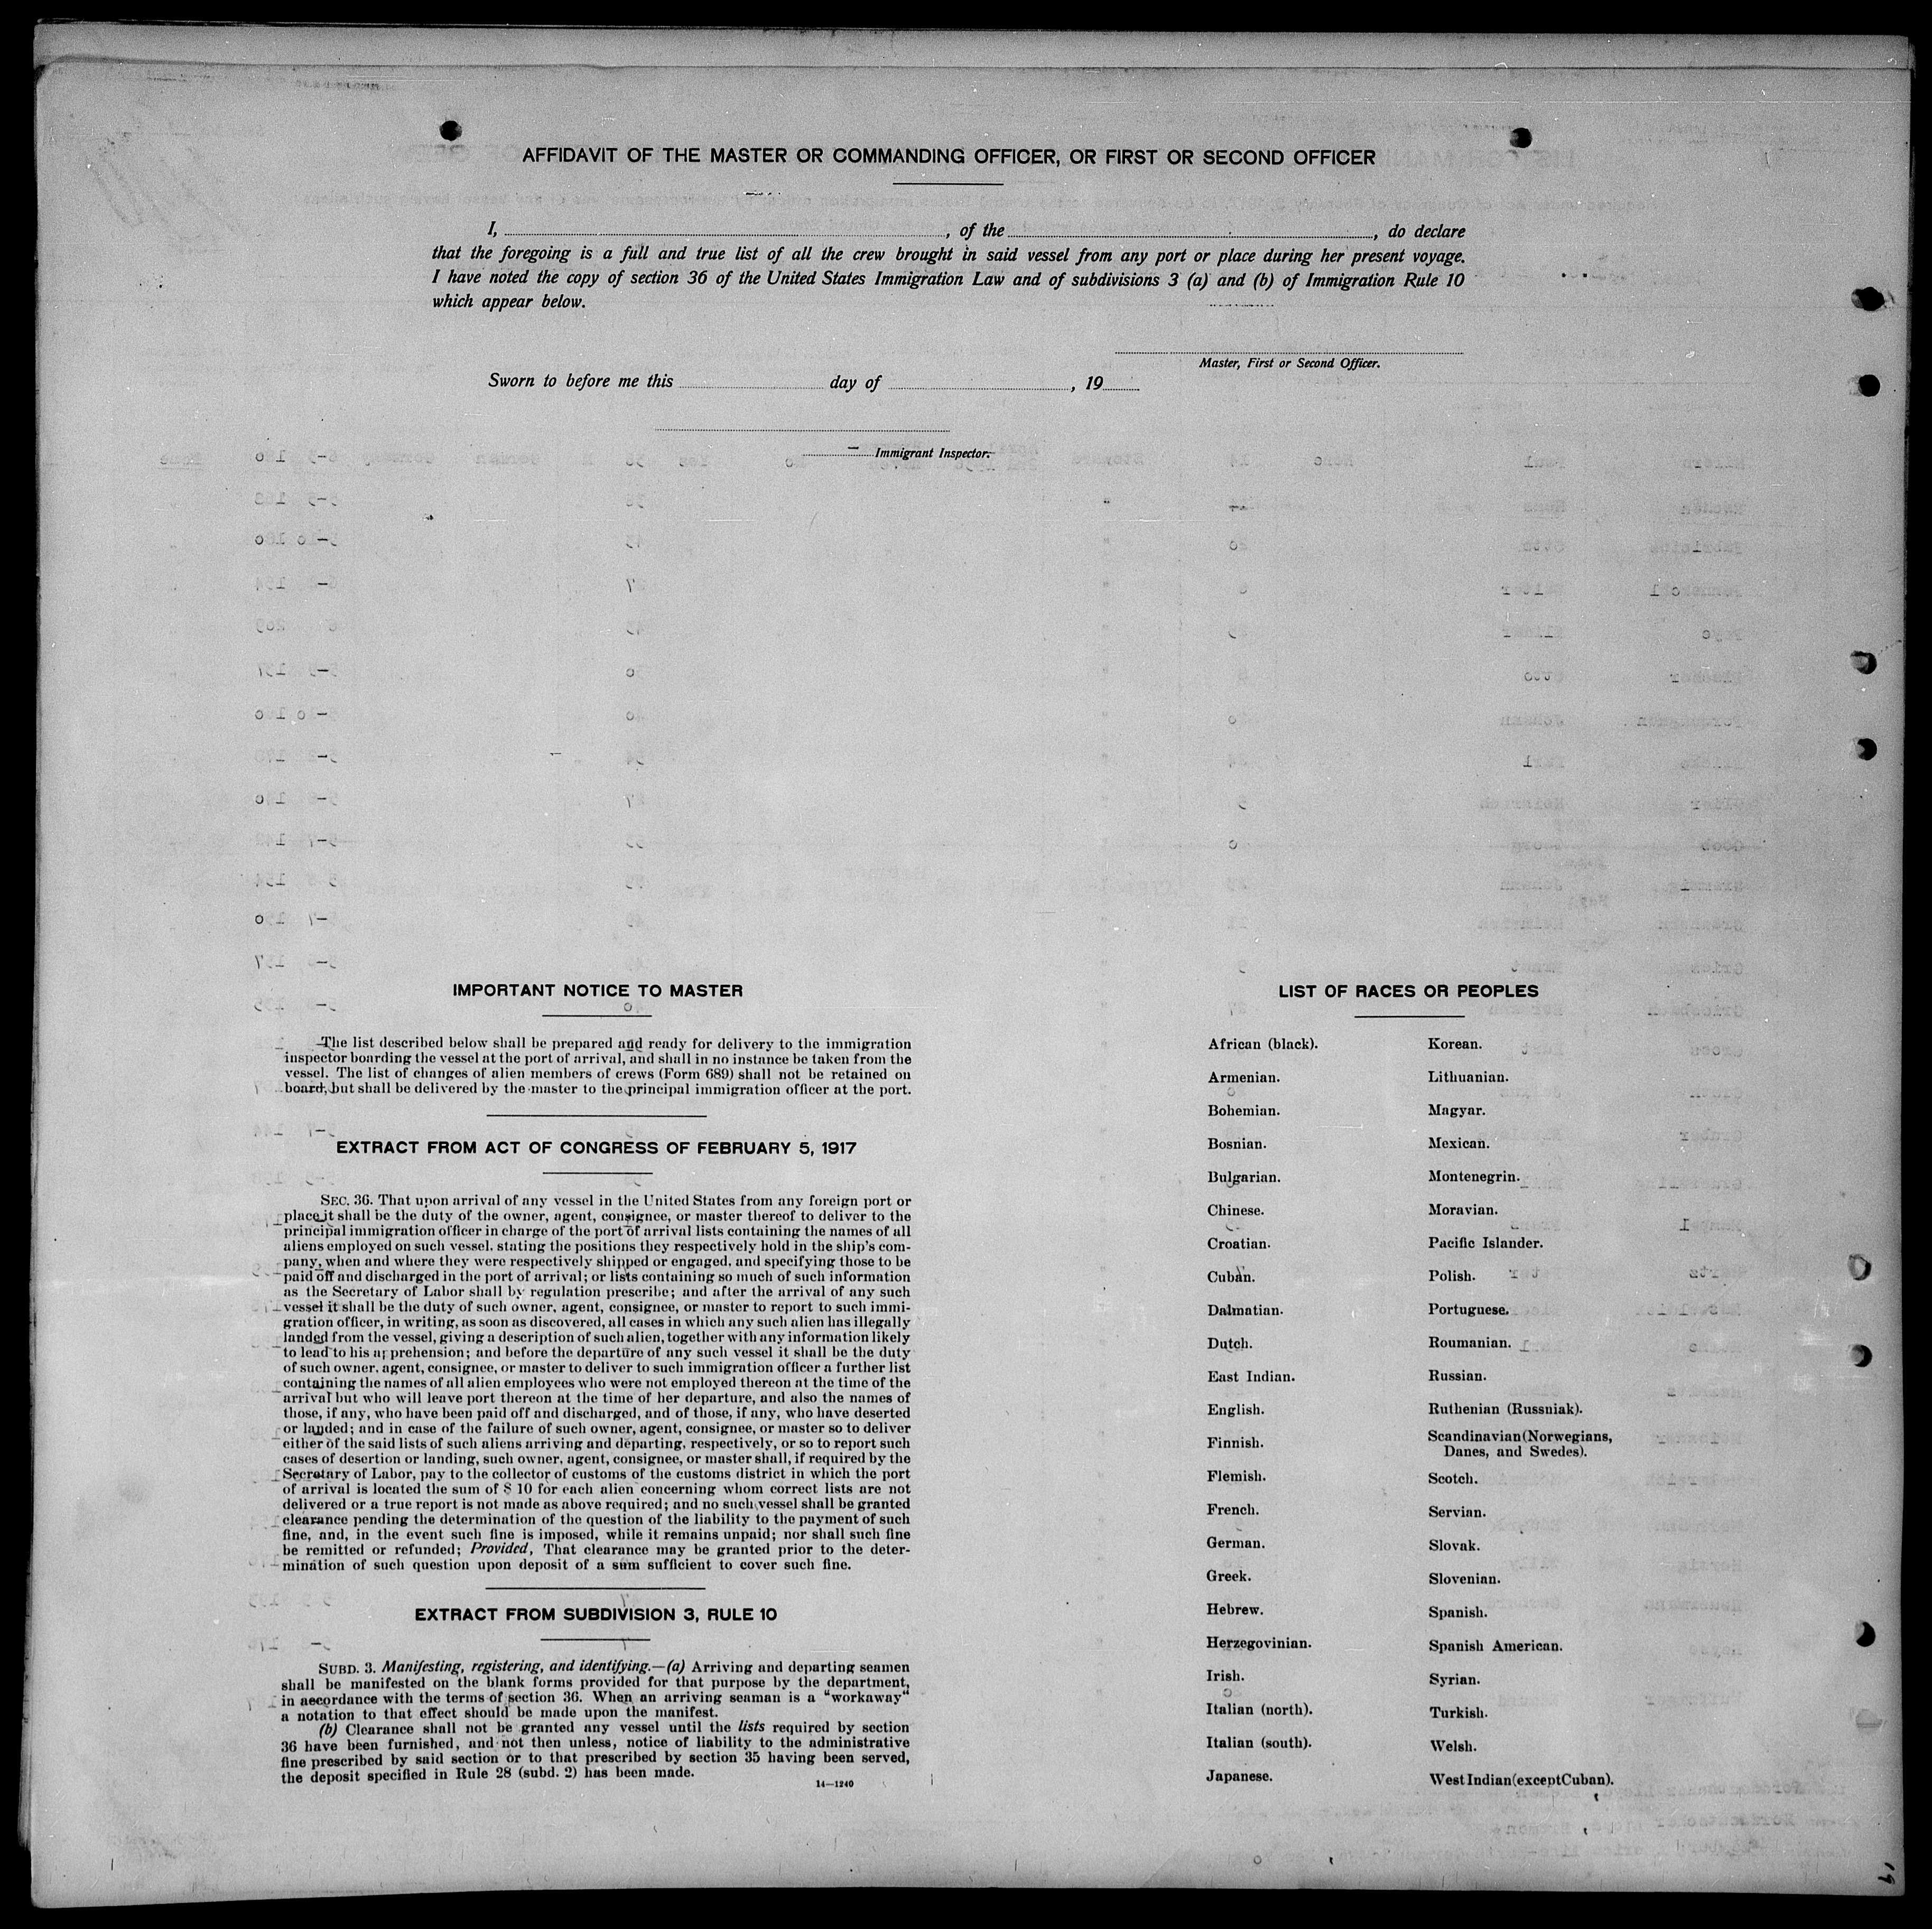 AFFIDAVIT OF THE MASTER OR COMMANDING OFFICER, OR FIRST OR SECOND OFFICER
I, , of the , do declare
that the foregoing is a full and true list of all the crew brought in said vessel from any port or place during her present voyage.
I have noted the copy of section 36 of the United States Immigration Law and of subdivisions 3 (a) and (b) of Immigration Rule 10
which appear below.
Master, First or Second Officer.
Sworn to before me this day of , 19
Immigrant Inspector.
IMPORTANT NOTICE TO MASTER
The list described below shall be prepared and ready for delivery to the immigration
inspector boarding the vessel at the port of arrival, and shall in no instance be taken from the
vessel. The list of changes of alien members of crews (Form 689) shall not be retained on
board, but shall be delivered by the master to the principal immigration officer at the port.
EXTRACT FROM ACT OF CONGRESS OF FEBRUARY 5, 1917
SEC. 36. That upon arrival of any vessel in the United States from any foreign port or
place it shall be the duty of the owner, agent, consignee, or master thereof to deliver to the
principal immigration officer in charge of the port of arrival lists containing the names of all
aliens employed on such vessel, stating the positions they respectively hold in the ship's com-
pany, when and where they were respectively shipped or engaged, and specifying those to be
paid off and discharged in the port of arrival; or lists containing so much of such information
as the Secretary of Labor shall by regulation prescribe; and after the arrival of any such
vessel it shall be the duty of such owner, agent, consignee, or master to report to such immi-
gration officer, in writing, as soon as discovered, all cases in which any such alien has illegally
landed from the vessel, giving a description of such alien, together with any information likely
to lead to his apprehension; and before the departure of any such vessel it shall be the duty
of such owner, agent, consignee, or master to deliver to such immigration officer a further list
containing the names of all alien employees who were not employed thereon at the time of the
arrival but who will leave port thereon at the time of her departure, and also the names of
those, if any, who have been paid off and discharged, and of those, if any, who have deserted
or landed; and in case of the failure of such owner, agent, consignee, or master so to deliver
either of the said lists of such aliens arriving and departing, respectively, or so to report such
cases of desertion or landing, such owner, agent, consignee, or master shall, if required by the
Secretary of Labor, pay to the collector of customs of the customs district in which the port
of arrival is located the sum of $ 10 for each alien concerning whom correct lists are not
delivered or a true report is not made as above required; and no such vessel shall be granted
clearance pending the determination of the question of the liability to the payment of such
fine, and, in the event such fine is imposed, while it remains unpaid; nor shall such fine
be remitted or refunded; Provided, That clearance may be granted prior to the deter-
mination of such question upon deposit of a sum sufficient to cover such fine.
EXTRACT FROM SUBDIVISION 3, RULE 10
SUBD. 3. Manifesting, registering, and identifying.—(a) Arriving and departing seamen
shall be manifested on the blank forms provided for that purpose by the department,
in accordance with the terms of section 36. When an arriving seaman is a "workaway"
a notation to that effect should be made upon the manifest.
(b) Clearance shall not be granted any vessel until the lists required by section
36 have been furnished, and not then unless, notice of liability to the administrative
fine prescribed by said section or to that prescribed by section 35 having been served,
the deposit specified in Rule 28 (subd. 2) has been made.
14—1240
LIST OF RACES OR PEOPLES
African (black).
Armenian.
Bohemian.
Bosnian.
Bulgarian.
Chinese.
Croatian.
Cuban.
Dalmatian.
Dutch.
East Indian.
English.
Finnish.
Flemish.
French.
German.
Greek.
Hebrew.
Herzegovinian.
Irish.
Italian (north).
Italian (south).
Japanese.
Korean.
Lithuanian.
Magyar.
Mexican.
Montenegrin.
Moravian.
Pacific Islander.
Polish.
Portuguese.
Roumanian.
Russian.
Ruthenian (Russniak).
Scandinavian (Norwegians,
Danes, and Swedes).
Scotch.
Servian.
Slovak.
Slovenian.
Spanish.
Spanish American.
Syrian.
Turkish.
Welsh.
West Indian (except Cuban).